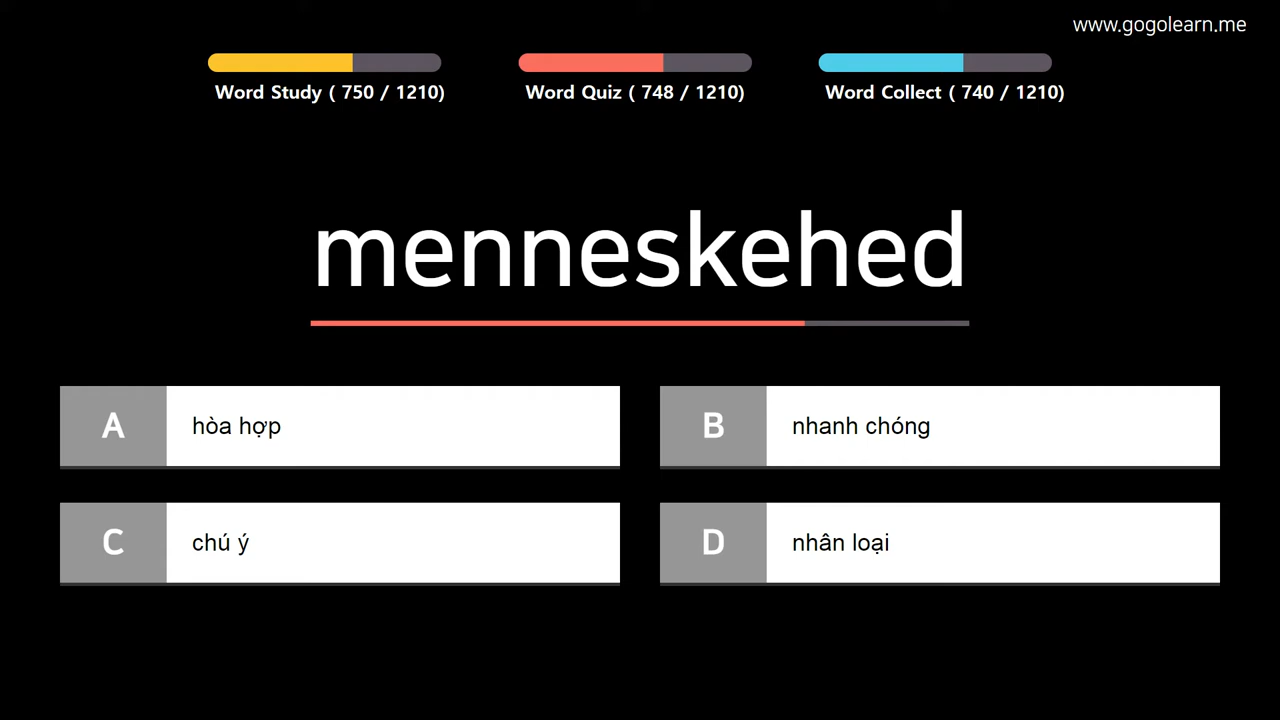 www.gogolearn.me
Word Study ( 750 / 1210)
Word Quiz ( 748 / 1210)
Word Collect ( 740 / 1210)
menneskehed
A hòa hợp
B nhanh chóng
C chú ý
D nhân loại